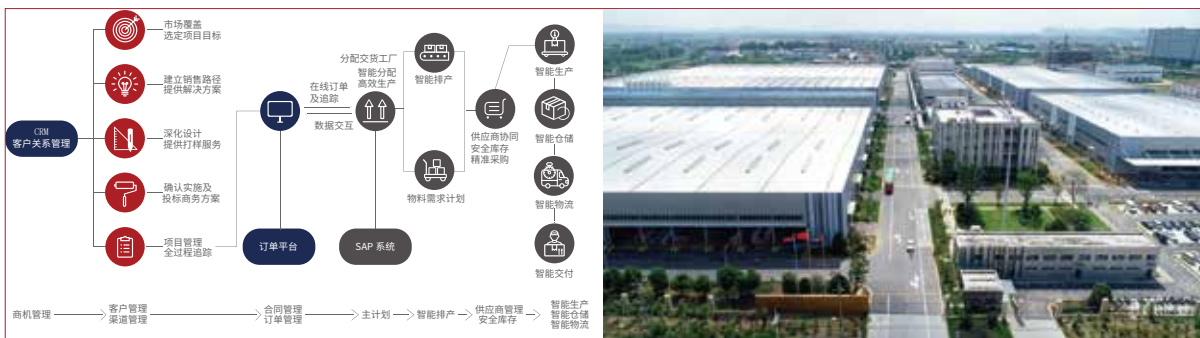 CRM
客户关系管理
市场覆盖
选定项目目标
建立销售路径
提供解决方案
深化设计
提供打样服务
确认实施及
投标商务方案
项目管理
全过程追踪
订单平台
在线订单
及追踪
数据交互
分配交货工厂
智能分配
高效生产
SAP 系统
智能排产
物料需求计划
供应商协同
安全库存
精准采购
智能生产
智能仓储
智能物流
智能交付
商机管理
客户管理
渠道管理
合同管理
订单管理
主计划
智能排产
供应商管理
安全库存
智能生产
智能仓储
智能物流